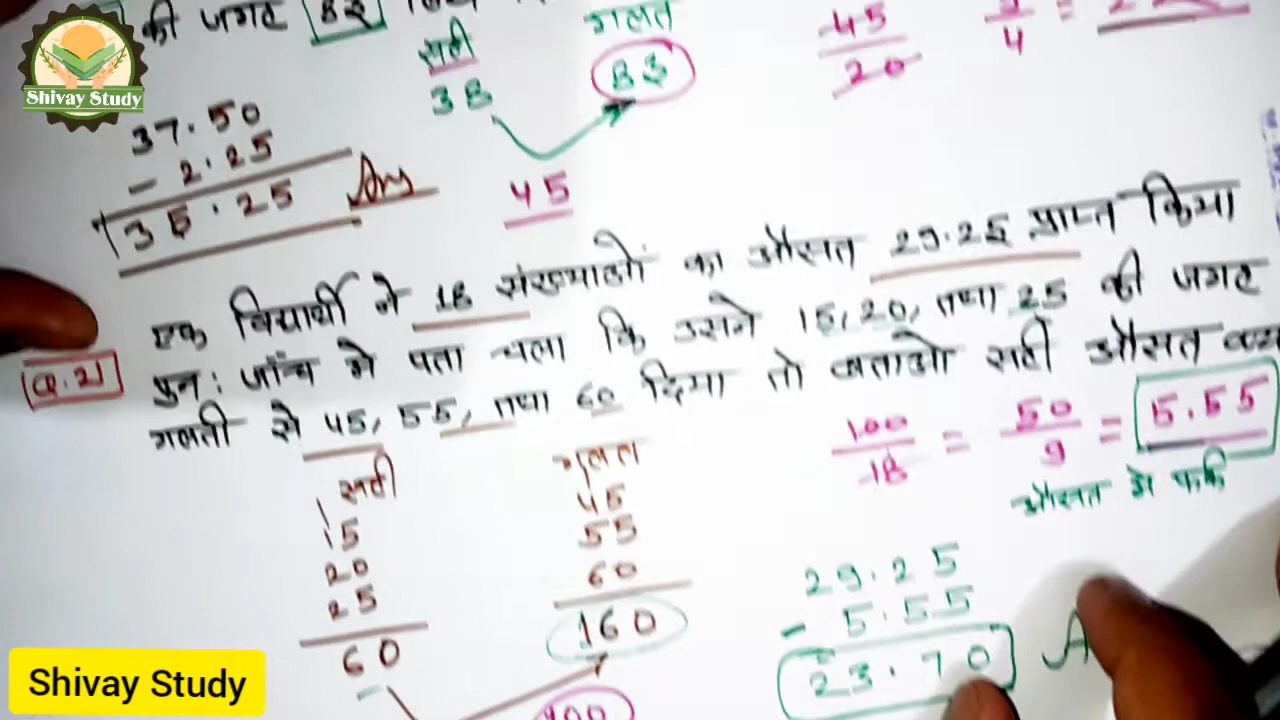 की जगह 83
सही गलत
38 83
45
45
20
4
37.50
- 2.25
35.25 Ans
Q.2) एक विद्यार्थी ने 18 संख्याओं का औसत 29.25 प्राप्त किया
पुन: जाँच मे पता चला कि उसने 15, 20, तथा 25 की जगह
गलती से 45, 55, तथा 60 दिया तो बताओ सही औसत
सही गलत
15 45
20 55
25 60
60 160
100
100/18 = 50/9 = 5.55
औसत मे फर्क
29.25
- 5.55
23.70 A
Shivay Study
Shivay Study